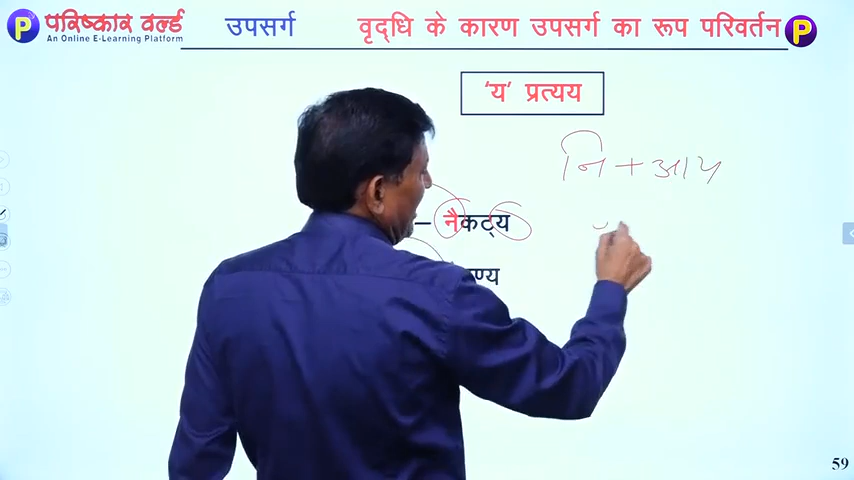 परिष्कार वर्ल्ड
An Online E-Learning Platform
उपसर्ग
वृद्धि के कारण उपसर्ग का रूप परिवर्तन
'य' प्रत्यय
नि + आय
– नैकट्य
ण्य
59